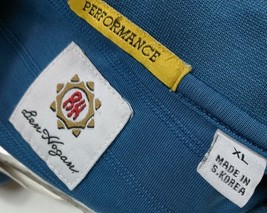 PERFORMANCE
BH
Ben Hogan
XL
MADE IN
S.KOREA